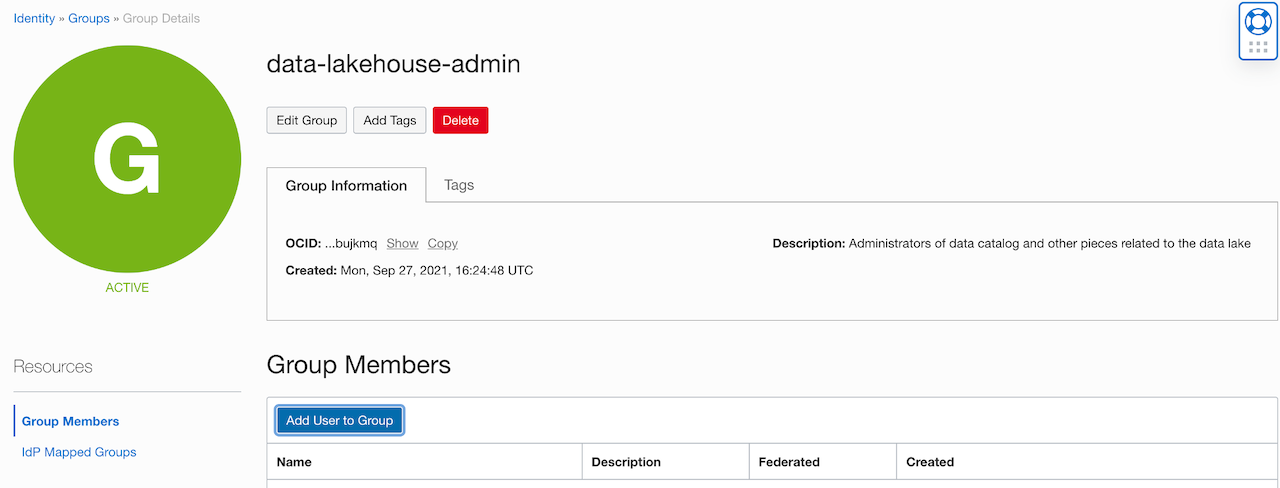 Identity » Groups » Group Details
G
ACTIVE
data-lakehouse-admin
Edit Group Add Tags Delete
Group Information Tags
OCID: ...bujkmq Show Copy Description: Administrators of data catalog and other pieces related to the data lake
Created: Mon, Sep 27, 2021, 16:24:48 UTC
Resources
Group Members
IdP Mapped Groups
Group Members
Add User to Group
Name Description Federated Created